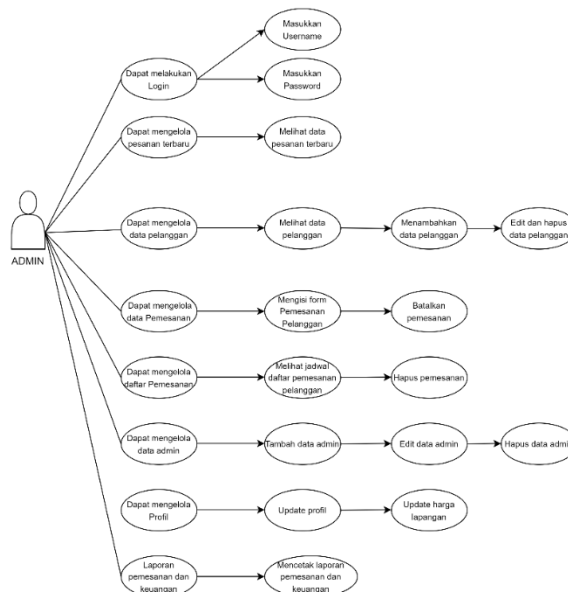 Masukkan
Username
Dapat melakukan
Login
Masukkan
Password
Dapat mengelola
pesanan terbaru
Melihat data
pesanan terbaru
ADMIN
Dapat mengelola
data pelanggan
Melihat data
pelanggan
Menambahkan
data pelanggan
Edit dan hapus
data pelanggan
Dapat mengelola
data Pemesanan
Mengisi form
Pemesanan
Pelanggan
Batalkan
pemesanan
Dapat mengelola
daftar Pemesanan
Melihat jadwal
daftar pemesanan
pelanggan
Hapus pemesanan
Dapat mengelola
data admin
Tambah data admin
Edit data admin
Hapus data admin
Dapat mengelola
Profil
Update profil
Update harga
lapangan
Laporan
pemesanan dan
keuangan
Mencetak laporan
pemesanan dan
keuangan